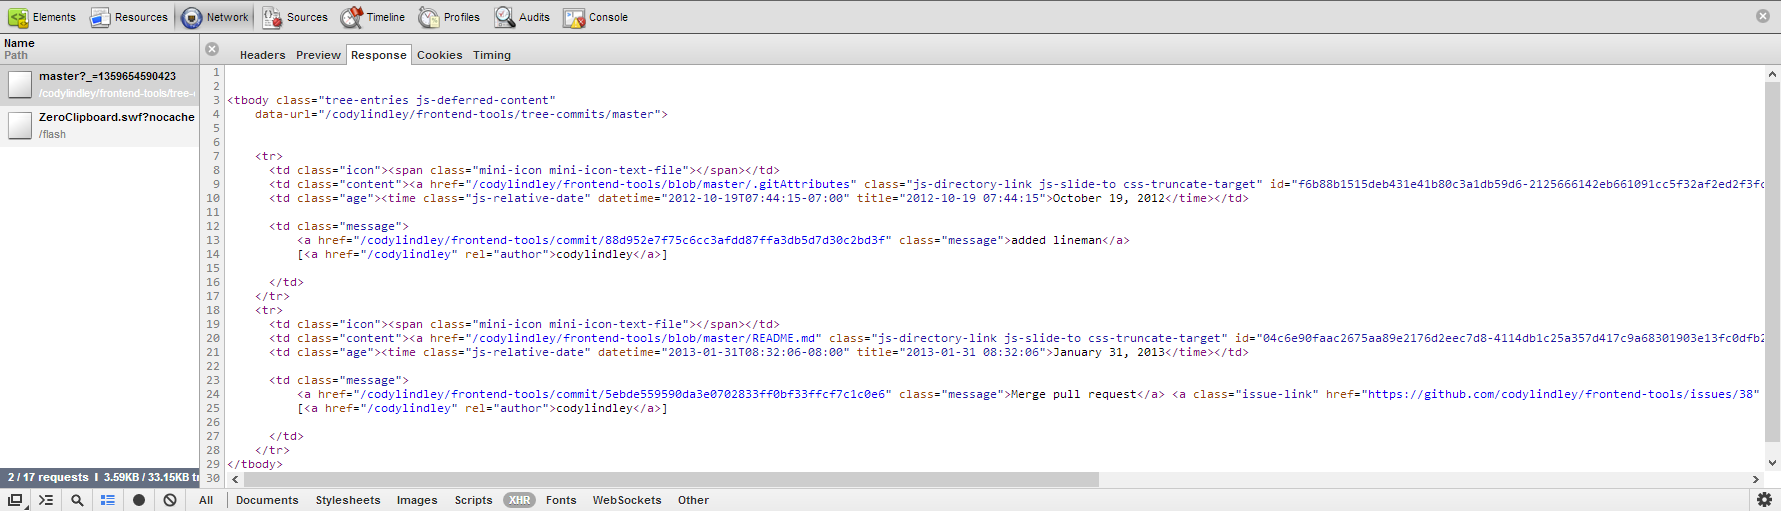 Elements Resources Network Sources Timeline Profiles Audits Console
Name
Path
Headers Preview Response Cookies Timing
master?_=1359654590423
/codylindley/frontend-tools/tree-
ZeroClipboard.swf?nocache
/flash
1
2
3 <tbody class="tree-entries js-deferred-content"
4 data-url="/codylindley/frontend-tools/tree-commits/master">
5
6
7 <tr>
8 <td class="icon"><span class="mini-icon mini-icon-text-file"></span></td>
9 <td class="content"><a href="/codylindley/frontend-tools/blob/master/.gitAttributes" class="js-directory-link js-slide-to css-truncate-target" id="f6b88b1515deb431e41b80c3a1db59d6-2125666142eb661091cc5f32af2ed2f3fc
10 <td class="age"><time class="js-relative-date" datetime="2012-10-19T07:44:15-07:00" title="2012-10-19 07:44:15">October 19, 2012</time></td>
11
12 <td class="message">
13 <a href="/codylindley/frontend-tools/commit/88d952e7f75c6cc3afdd87ffa3db5d7d30c2bd3f" class="message">added lineman</a>
14 [<a href="/codylindley" rel="author">codylindley</a>]
15
16 </td>
17 </tr>
18 <tr>
19 <td class="icon"><span class="mini-icon mini-icon-text-file"></span></td>
20 <td class="content"><a href="/codylindley/frontend-tools/blob/master/README.md" class="js-directory-link js-slide-to css-truncate-target" id="04c6e90faac2675aa89e2176d2eec7d8-4114db1c25a357d417c9a68301903e13fc0dfb2
21 <td class="age"><time class="js-relative-date" datetime="2013-01-31T08:32:06-08:00" title="2013-01-31 08:32:06">January 31, 2013</time></td>
22
23 <td class="message">
24 <a href="/codylindley/frontend-tools/commit/5ebde559590da3e0702833ff0bf33ffcf7c1c0e6" class="message">Merge pull request</a> <a class="issue-link" href="https://github.com/codylindley/frontend-tools/issues/38"
25 [<a href="/codylindley" rel="author">codylindley</a>]
26
27 </td>
28 </tr>
29 </tbody>
30
2 / 17 requests I 3.59KB / 33.15KB tr
All Documents Stylesheets Images Scripts XHR Fonts WebSockets Other